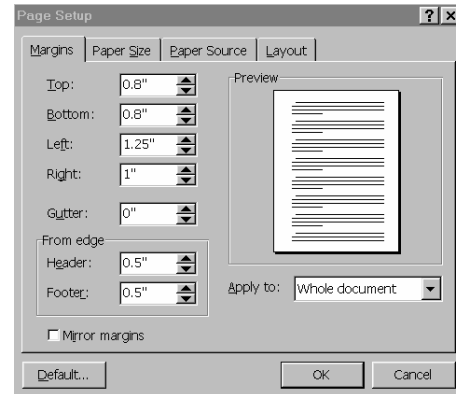 Page Setup
Margins Paper Size Paper Source Layout
Top: 0.8"
Bottom: 0.8"
Left: 1.25"
Right: 1"
Gutter: 0"
From edge
Header: 0.5"
Footer: 0.5"
Mirror margins
Preview
Apply to: Whole document
Default... OK Cancel